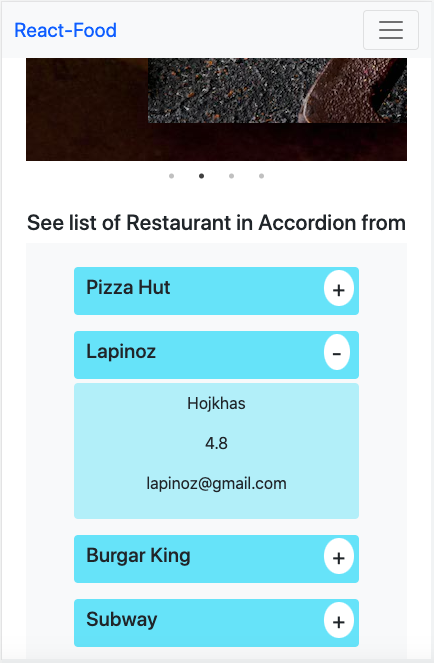 React-Food
See list of Restaurant in Accordion from
Pizza Hut
+
Lapinoz
-
Hojkhas
4.8
lapinoz@gmail.com
Burgar King
+
Subway
+